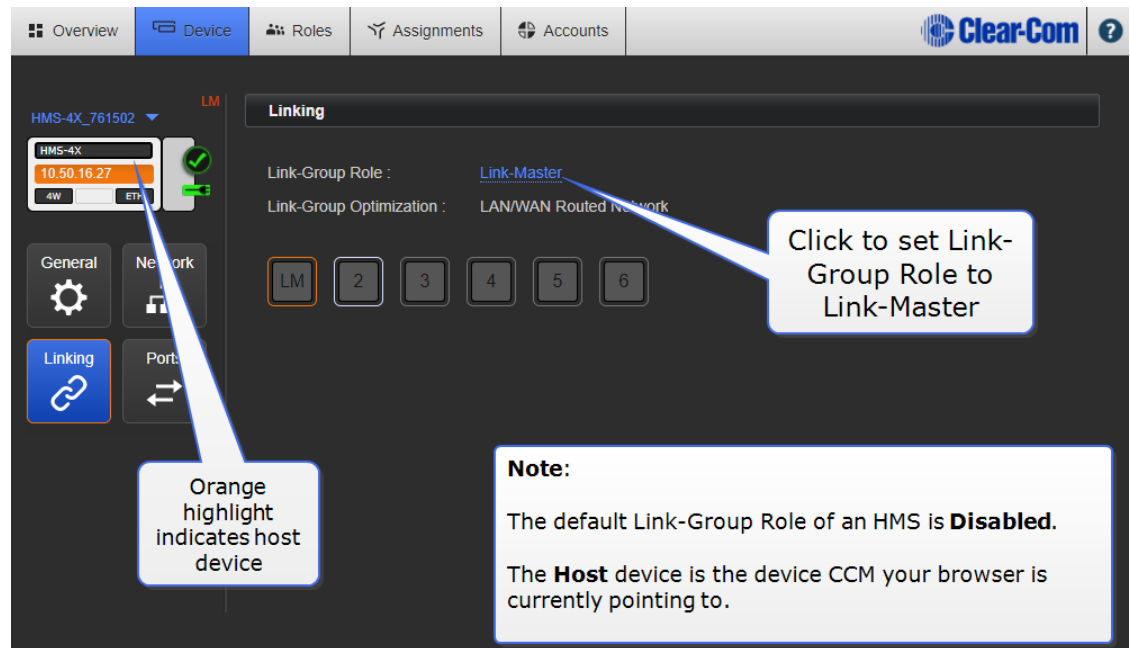 Overview
Device
Roles
Assignments
Accounts
Clear-Com
?
LM
HMS-4X_761502
HMS-4X
10.50.16.27
4W
General
Network
Linking
Ports
Linking
Link-Group Role :
Link-Master
Link-Group Optimization :
LAN/WAN Routed Network
LM
2
3
4
5
6
Click to set Link-
Group Role to
Link-Master
Orange
highlight
indicates host
device
Note:
The default Link-Group Role of an HMS is Disabled.
The Host device is the device CCM your browser is
currently pointing to.